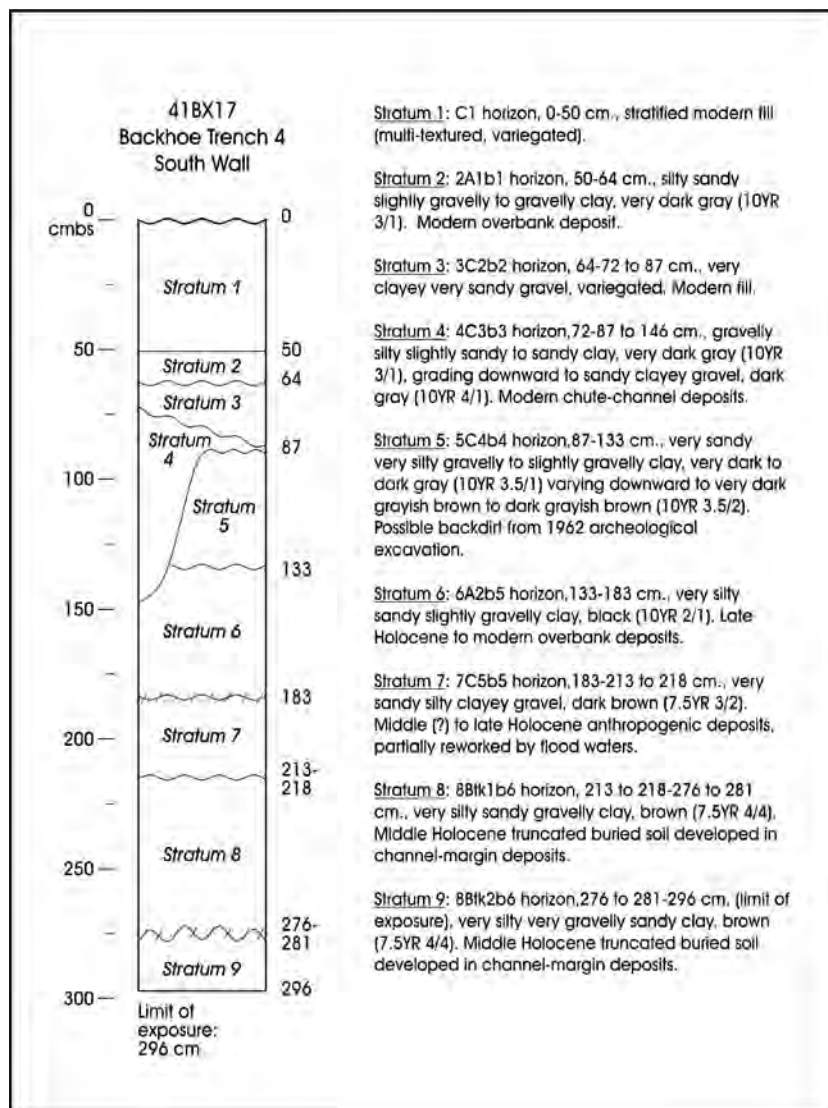 41BX17
Backhoe Trench 4
South Wall
0
cmbs
50
100
150
200
250
300
0
50
64
87
133
183
213-
218
276-
281
296
Stratum 1
Stratum 2
Stratum 3
Stratum
4
Stratum
5
Stratum 6
Stratum 7
Stratum 8
Stratum 9
Limit of
exposure:
296 cm
Stratum 1: C1 horizon, 0-50 cm., stratified modern fill
(multi-textured, variegated).
Stratum 2: 2A1b1 horizon, 50-64 cm., silty sandy
slightly gravelly to gravelly clay, very dark gray (10YR
3/1). Modern overbank deposit.
Stratum 3: 3C2b2 horizon, 64-72 to 87 cm., very
clayey very sandy gravel, variegated. Modern fill.
Stratum 4: 4C3b3 horizon,72-87 to 146 cm., gravelly
silty slightly sandy to sandy clay, very dark gray (10YR
3/1), grading downward to sandy clayey gravel, dark
gray (10YR 4/1). Modern chute-channel deposits.
Stratum 5: 5C4b4 horizon,87-133 cm., very sandy
very silty gravelly to slightly gravelly clay, very dark to
dark gray (10YR 3.5/1) varying downward to very dark
grayish brown to dark grayish brown (10YR 3.5/2).
Possible backdirt from 1962 archeological
excavation.
Stratum 6: 6A2b5 horizon,133-183 cm., very silty
sandy slightly gravelly clay, black (10YR 2/1). Late
Holocene to modern overbank deposits.
Stratum 7: 7C5b5 horizon,183-213 to 218 cm., very
sandy silty clayey gravel, dark brown (7.5YR 3/2).
Middle (?) to late Holocene anthropogenic deposits,
partially reworked by flood waters.
Stratum 8: 8Btk1b6 horizon, 213 to 218-276 to 281
cm., very silty sandy gravelly clay, brown (7.5YR 4/4).
Middle Holocene truncated buried soil developed in
channel-margin deposits.
Stratum 9: 8Btk2b6 horizon,276 to 281-296 cm. (limit of
exposure), very silty very gravelly sandy clay, brown
(7.5YR 4/4). Middle Holocene truncated buried soil
developed in channel-margin deposits.